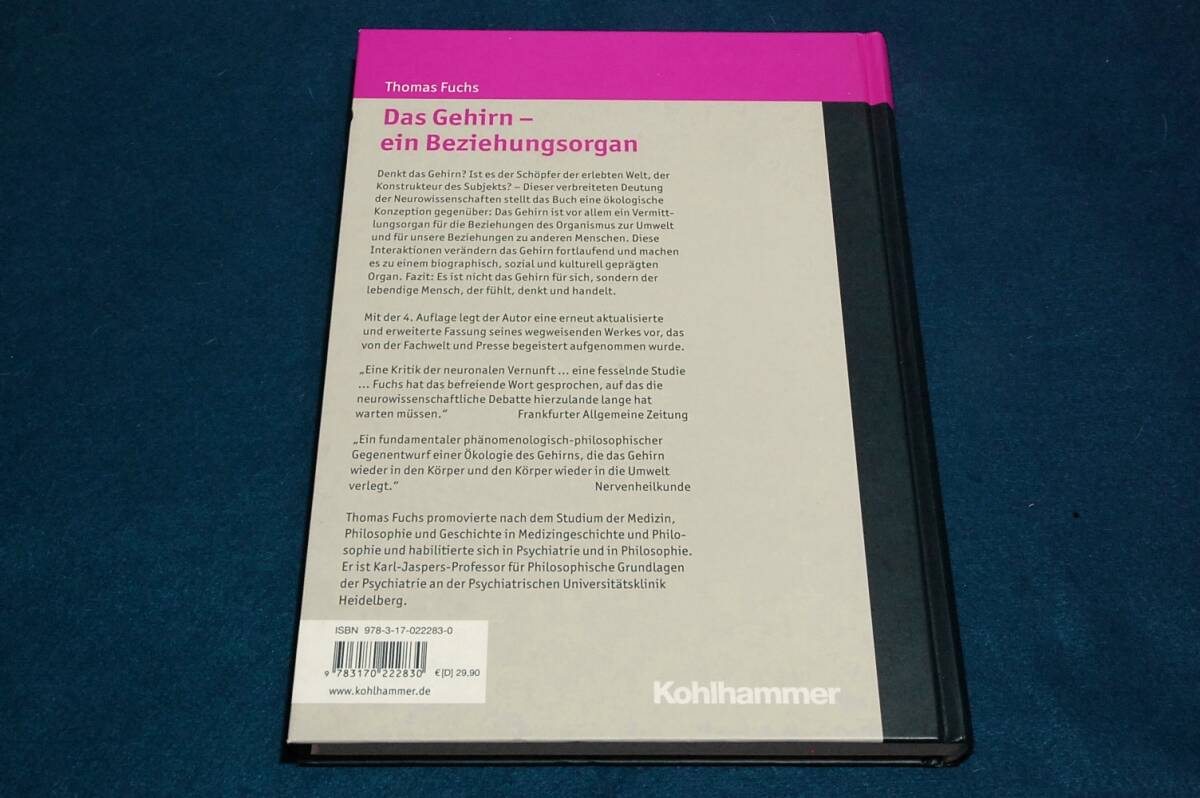 Thomas Fuchs
Das Gehirn –
ein Beziehungsorgan
Denkt das Gehirn? Ist es der Schöpfer der erlebten Welt, der
Konstrukteur des Subjekts? – Dieser verbreiteten Deutung
der Neurowissenschaften stellt das Buch eine ökologische
Konzeption gegenüber: Das Gehirn ist vor allem ein Vermitt-
lungsorgan für die Beziehungen des Organismus zur Umwelt
und für unsere Beziehungen zu anderen Menschen. Diese
Interaktionen verändern das Gehirn fortlaufend und machen
es zu einem biographisch, sozial und kulturell geprägten
Organ. Fazit: Es ist nicht das Gehirn für sich, sondern der
lebendige Mensch, der fühlt, denkt und handelt.
Mit der 4. Auflage legt der Autor eine erneut aktualisierte
und erweiterte Fassung seines wegweisenden Werkes vor, das
von der Fachwelt und Presse begeistert aufgenommen wurde.
„Eine Kritik der neuronalen Vernunft ... eine fesselnde Studie
... Fuchs hat das befreiende Wort gesprochen, auf das die
neurowissenschaftliche Debatte hierzulande lange hat
warten müssen.“ Frankfurter Allgemeine Zeitung
„Ein fundamentaler phänomenologisch-philosophischer
Gegenentwurf einer Ökologie des Gehirns, die das Gehirn
wieder in den Körper und den Körper wieder in die Umwelt
verlegt.“ Nervenheilkunde
Thomas Fuchs promovierte nach dem Studium der Medizin,
Philosophie und Geschichte in Medizingeschichte und Philo-
sophie und habilitierte sich in Psychiatrie und in Philosophie.
Er ist Karl-Jaspers-Professor für Philosophische Grundlagen
der Psychiatrie an der Psychiatrischen Universitätsklinik
Heidelberg.
ISBN 978-3-17-022283-0
9 783170 222830 € [D] 29,90
www.kohlhammer.de
Kohlhammer